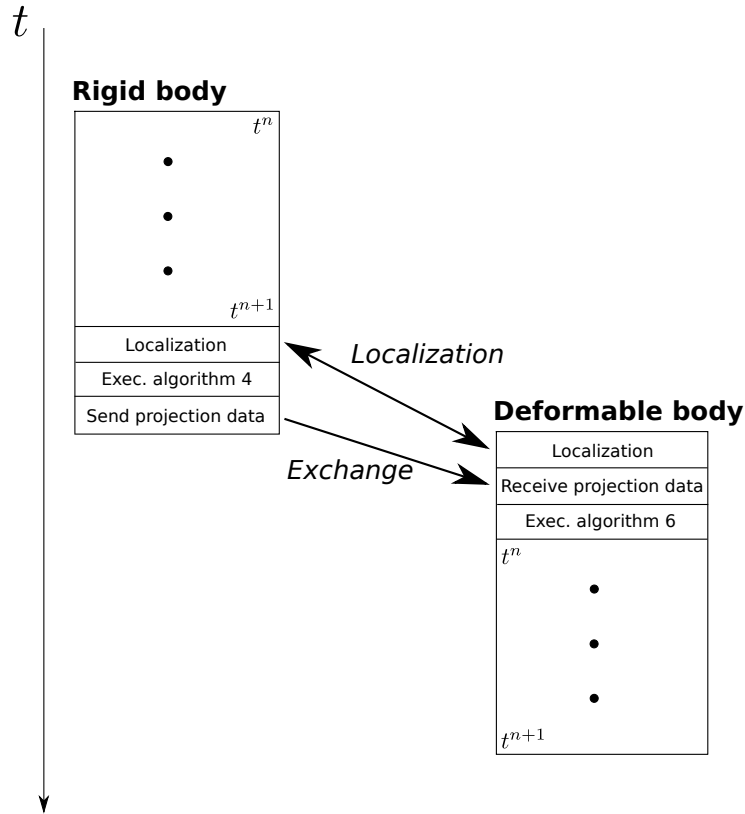 t
Rigid body
t^n
t^{n+1}
Localization
Exec. algorithm 4
Send projection data
Localization
Exchange
Deformable body
Localization
Receive projection data
Exec. algorithm 6
t^n
t^{n+1}